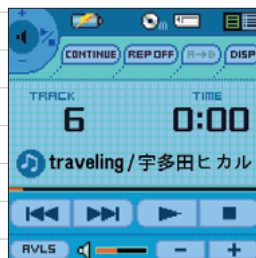 CONTINUE REP OFF A→B DISP
TRACK TIME
6 0:00
traveling/宇多田ヒカル
AVLS